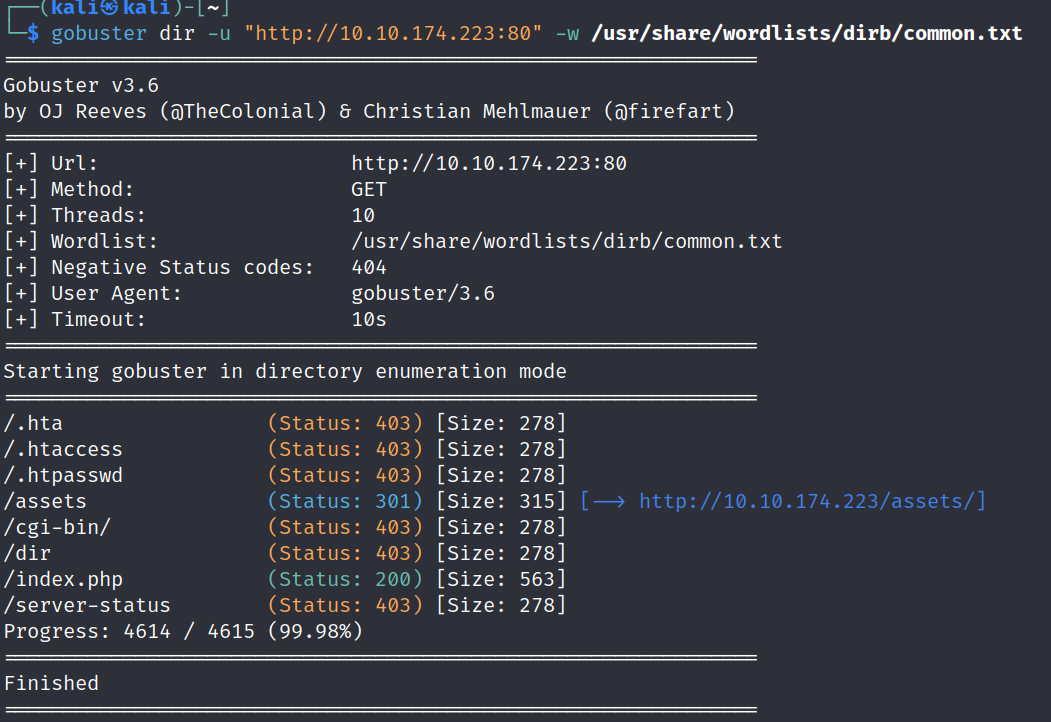 ┌──(kali㉿kali)-[~]
└─$ gobuster dir -u "http://10.10.174.223:80" -w /usr/share/wordlists/dirb/common.txt
===============================================================
Gobuster v3.6
by OJ Reeves (@TheColonial) & Christian Mehlmauer (@firefart)
===============================================================
[+] Url:                     http://10.10.174.223:80
[+] Method:                  GET
[+] Threads:                 10
[+] Wordlist:                /usr/share/wordlists/dirb/common.txt
[+] Negative Status codes:   404
[+] User Agent:              gobuster/3.6
[+] Timeout:                 10s
===============================================================
Starting gobuster in directory enumeration mode
===============================================================
/.hta                 (Status: 403) [Size: 278]
/.htaccess            (Status: 403) [Size: 278]
/.htpasswd            (Status: 403) [Size: 278]
/assets               (Status: 301) [Size: 315] [--> http://10.10.174.223/assets/]
/cgi-bin/             (Status: 403) [Size: 278]
/dir                  (Status: 403) [Size: 278]
/index.php            (Status: 200) [Size: 563]
/server-status        (Status: 403) [Size: 278]
Progress: 4614 / 4615 (99.98%)
===============================================================
Finished
===============================================================